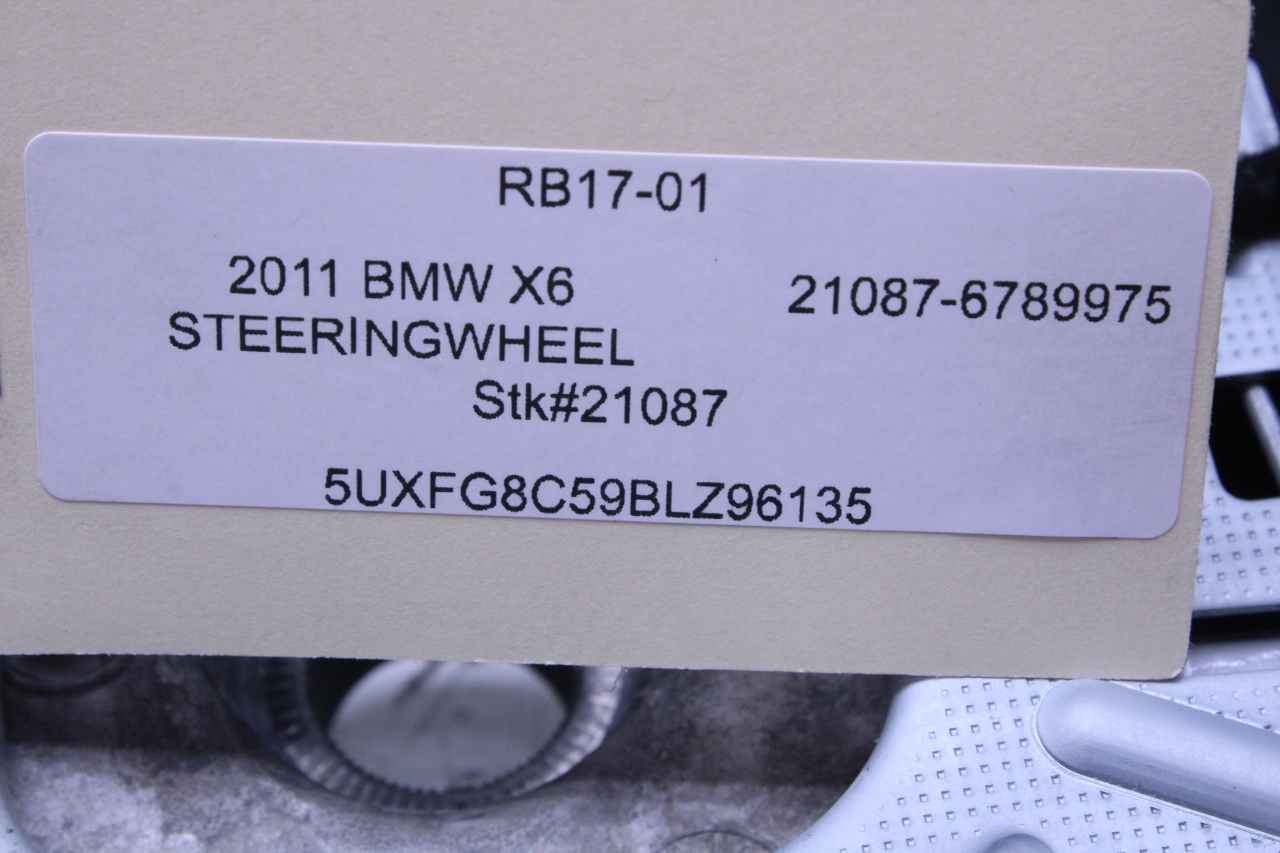 RB17-01
2011 BMW X6 21087-6789975
STEERINGWHEEL
Stk#21087
5UXFG8C59BLZ96135